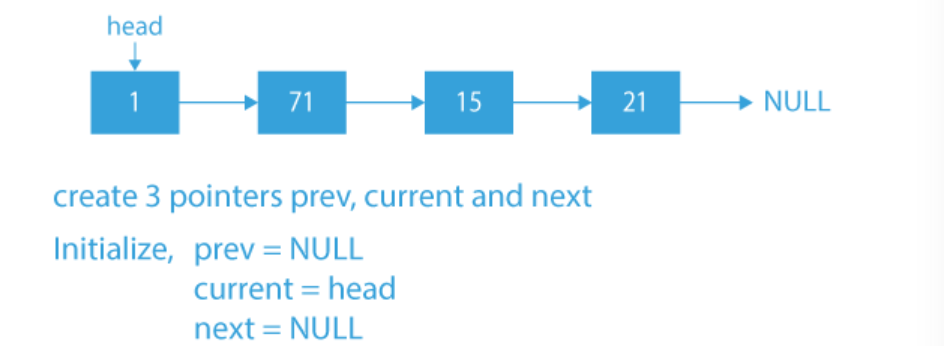 head
1 71 15 21 NULL
create 3 pointers prev, current and next
Initialize, prev = NULL
current = head
next = NULL